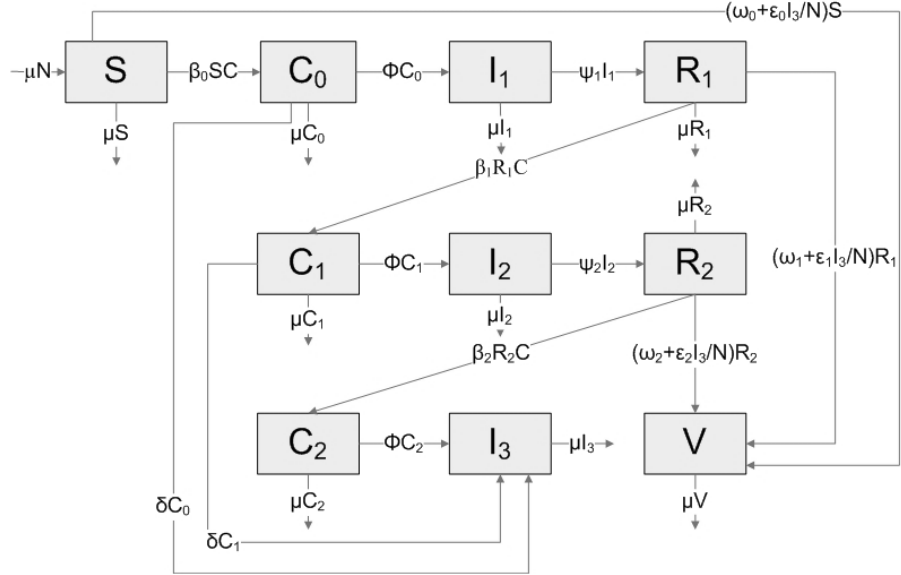 (ω₀+ε₀I₃/N)S
μN
S
β₀SC
C₀
ΦC₀
I₁
ψ₁I₁
R₁
μS
μC₀
μI₁
μR₁
β₁R₁C
μR₂
C₁
ΦC₁
I₂
ψ₂I₂
R₂
(ω₁+ε₁I₃/N)R₁
μC₁
μI₂
β₂R₂C
(ω₂+ε₂I₃/N)R₂
C₂
ΦC₂
I₃
μI₃
V
δC₀
μC₂
μV
δC₁